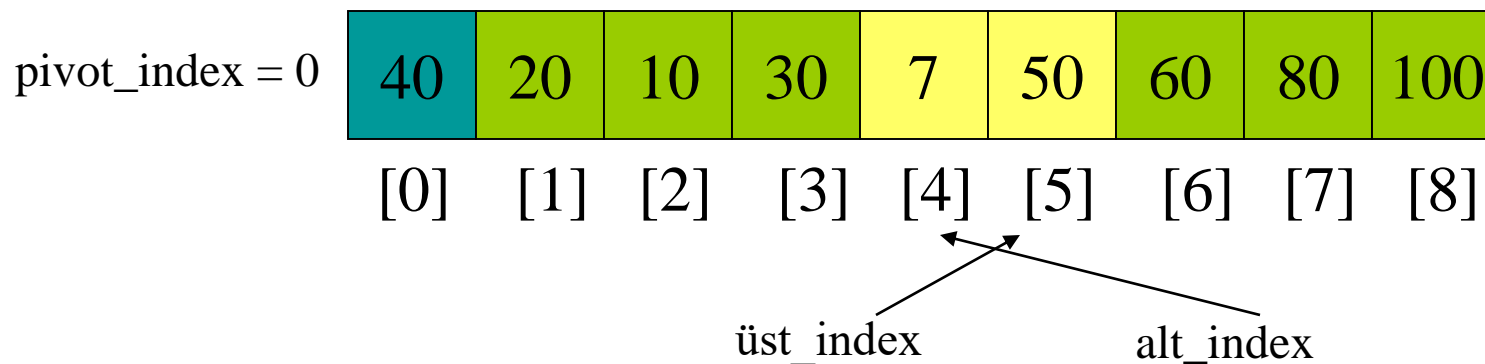 pivot_index = 0 40 20 10 30 7 50 60 80 100
[0] [1] [2] [3] [4] [5] [6] [7] [8]
üst_index alt_index